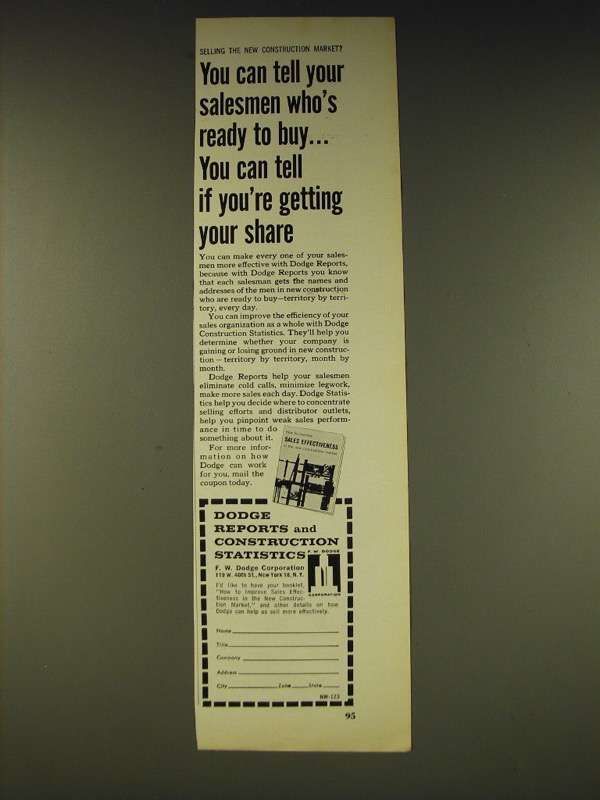 SELLING THE NEW CONSTRUCTION MARKET?
You can tell your
salesmen who's
ready to buy...
You can tell
if you're getting
your share
You can make every one of your sales-
men more effective with Dodge Reports,
because with Dodge Reports you know
that each salesman gets the names and
addresses of the men in new construction
who are ready to buy—territory by terri-
tory, every day.
You can improve the efficiency of your
sales organization as a whole with Dodge
Construction Statistics. They'll help you
determine whether your company is
gaining or losing ground in new construc-
tion—territory by territory, month by
month.
Dodge Reports help your salesmen
eliminate cold calls, minimize legwork,
make more sales each day. Dodge Statis-
tics help you decide where to concentrate
selling efforts and distributor outlets,
help you pinpoint weak sales perform-
ance in time to do
something about it.
For more infor-
mation on how
Dodge can work
for you, mail the
coupon today.
SALES EFFECTIVENESS
DODGE
REPORTS and
CONSTRUCTION
STATISTICS
F. W. DODGE
CORPORATION
F. W. Dodge Corporation
119 W. 40th St., New York 18, N. Y.
I'd like to have your booklet,
"How to Improve Sales Effec-
tiveness in the New Construc-
tion Market," and other details on how
Dodge can help us sell more effectively.
Name
Title
Company
Address
City Zone State
NW-123
95